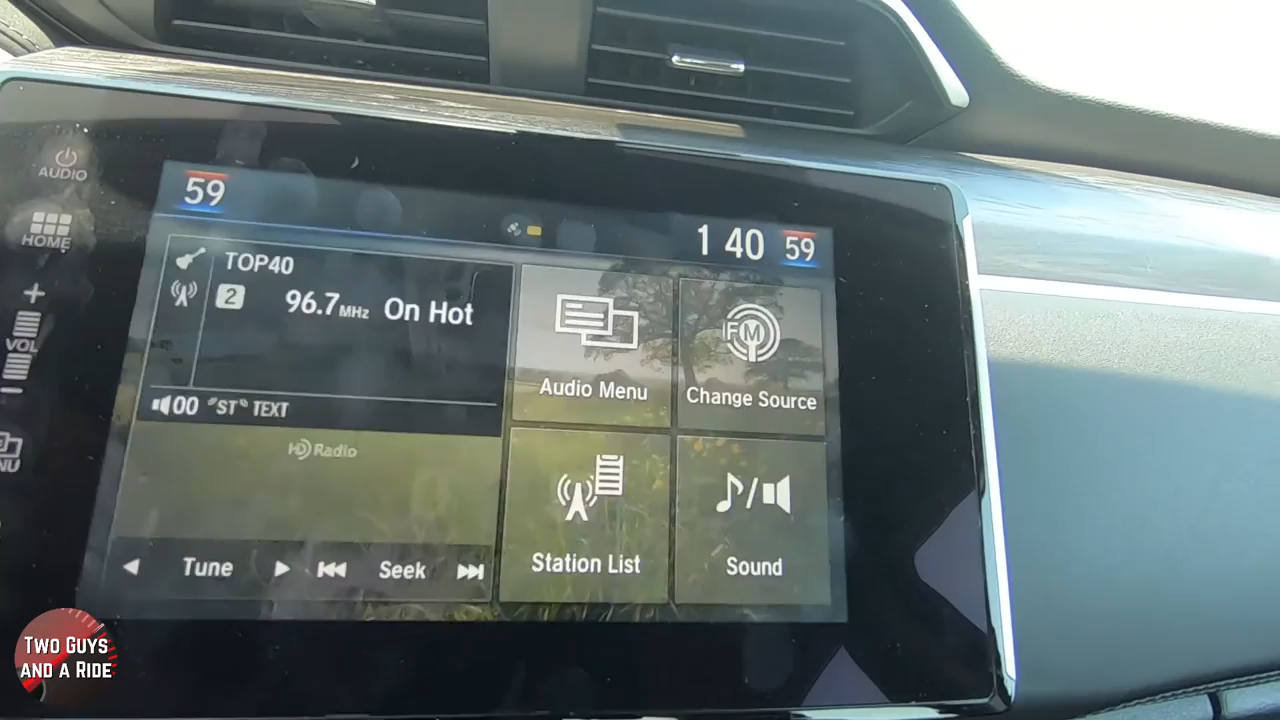 AUDIO
HOME
VOL
NU
59
1 40 59
TOP40
2 96.7MHz On Hot
00 "ST" TEXT
HD Radio
Tune Seek
Audio Menu
Change Source
FM
Station List
Sound
TWO GUYS
AND A RIDE